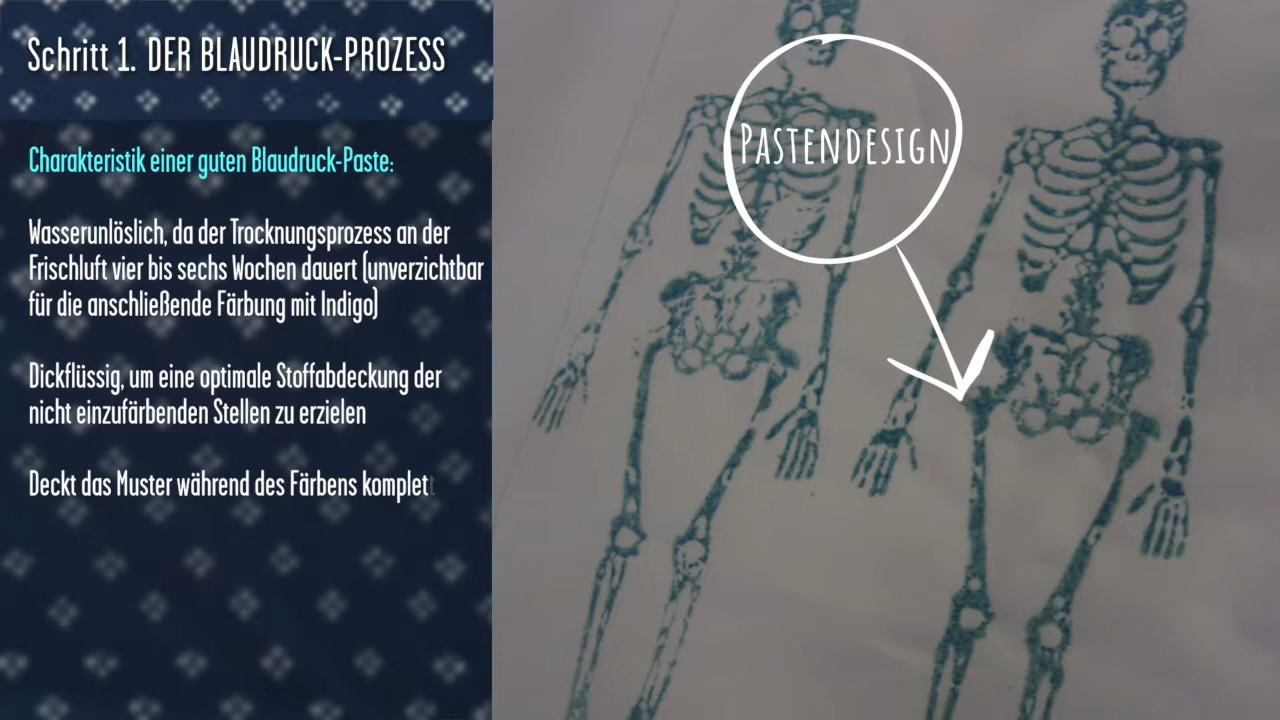 Schritt 1. DER BLAUDRUCK-PROZESS
Charakteristik einer guten Blaudruck-Paste:
Wasserunlöslich, da der Trocknungsprozess an der
Frischluft vier bis sechs Wochen dauert (unverzichtbar
für die anschließende Färbung mit Indigo)
Dickflüssig, um eine optimale Stoffabdeckung der
nicht einzufärbenden Stellen zu erzielen
Deckt das Muster während des Färbens komplett
PASTENDESIGN